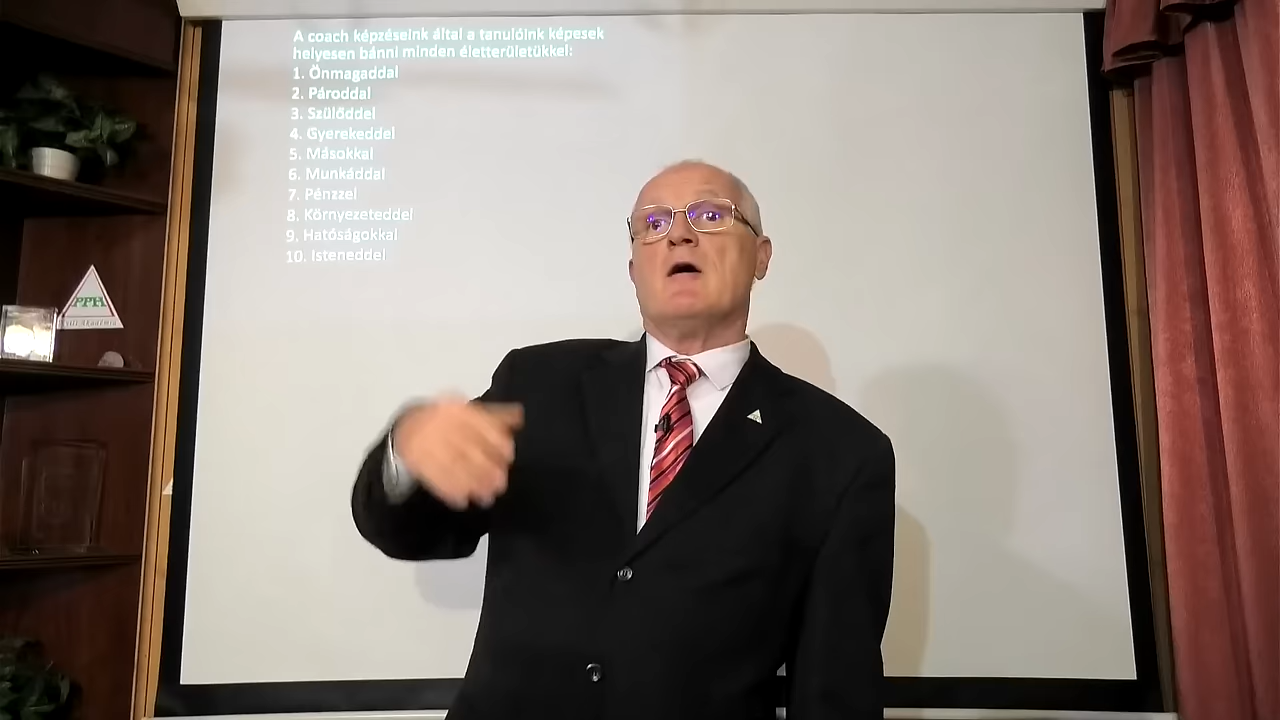 A coach képzéseink által a tanulóink képesek
helyesen bánni minden életterületükkel:
1. Önmagaddal
2. Pároddal
3. Szülőddel
4. Gyerekeddel
5. Másokkal
6. Munkáddal
7. Pénzzel
8. Környezeteddel
9. Hatóságokkal
10. Isteneddel